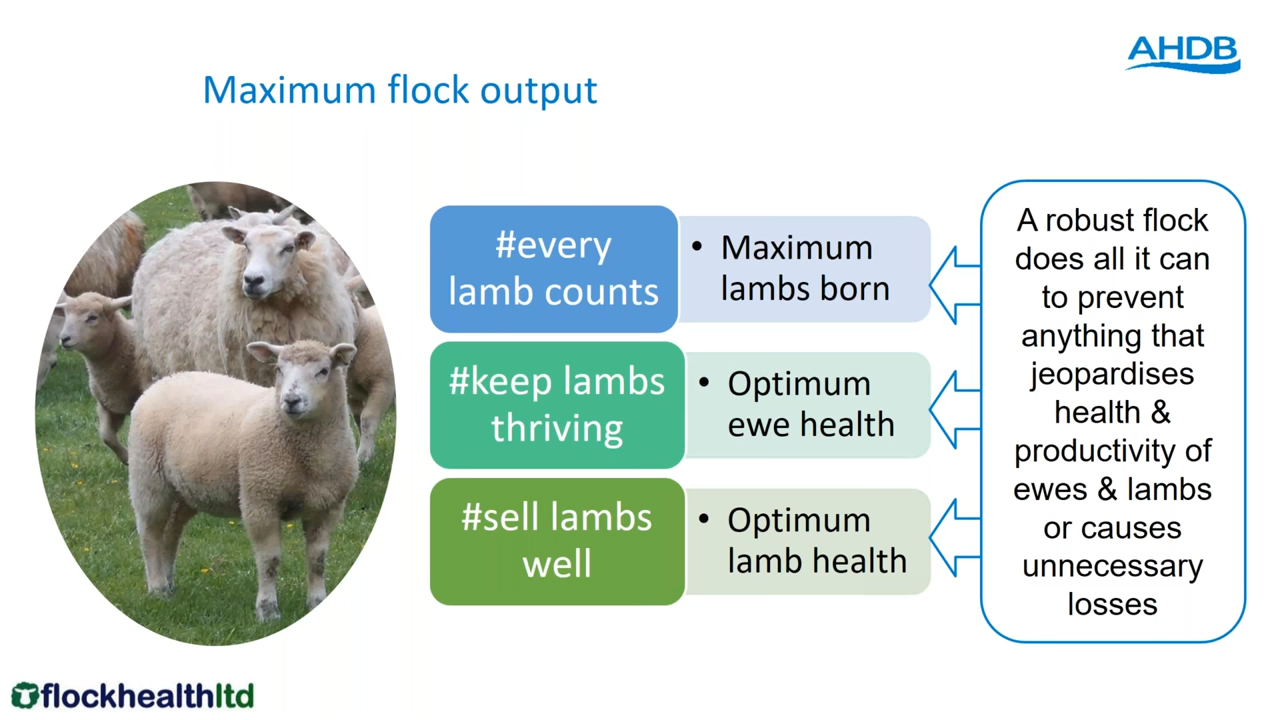 AHDB
Maximum flock output
#every
lamb counts
• Maximum
lambs born
#keep lambs
thriving
• Optimum
ewe health
#sell lambs
well
• Optimum
lamb health
A robust flock
does all it can
to prevent
anything that
jeopardises
health &
productivity of
ewes & lambs
or causes
unnecessary
losses
flockhealthltd